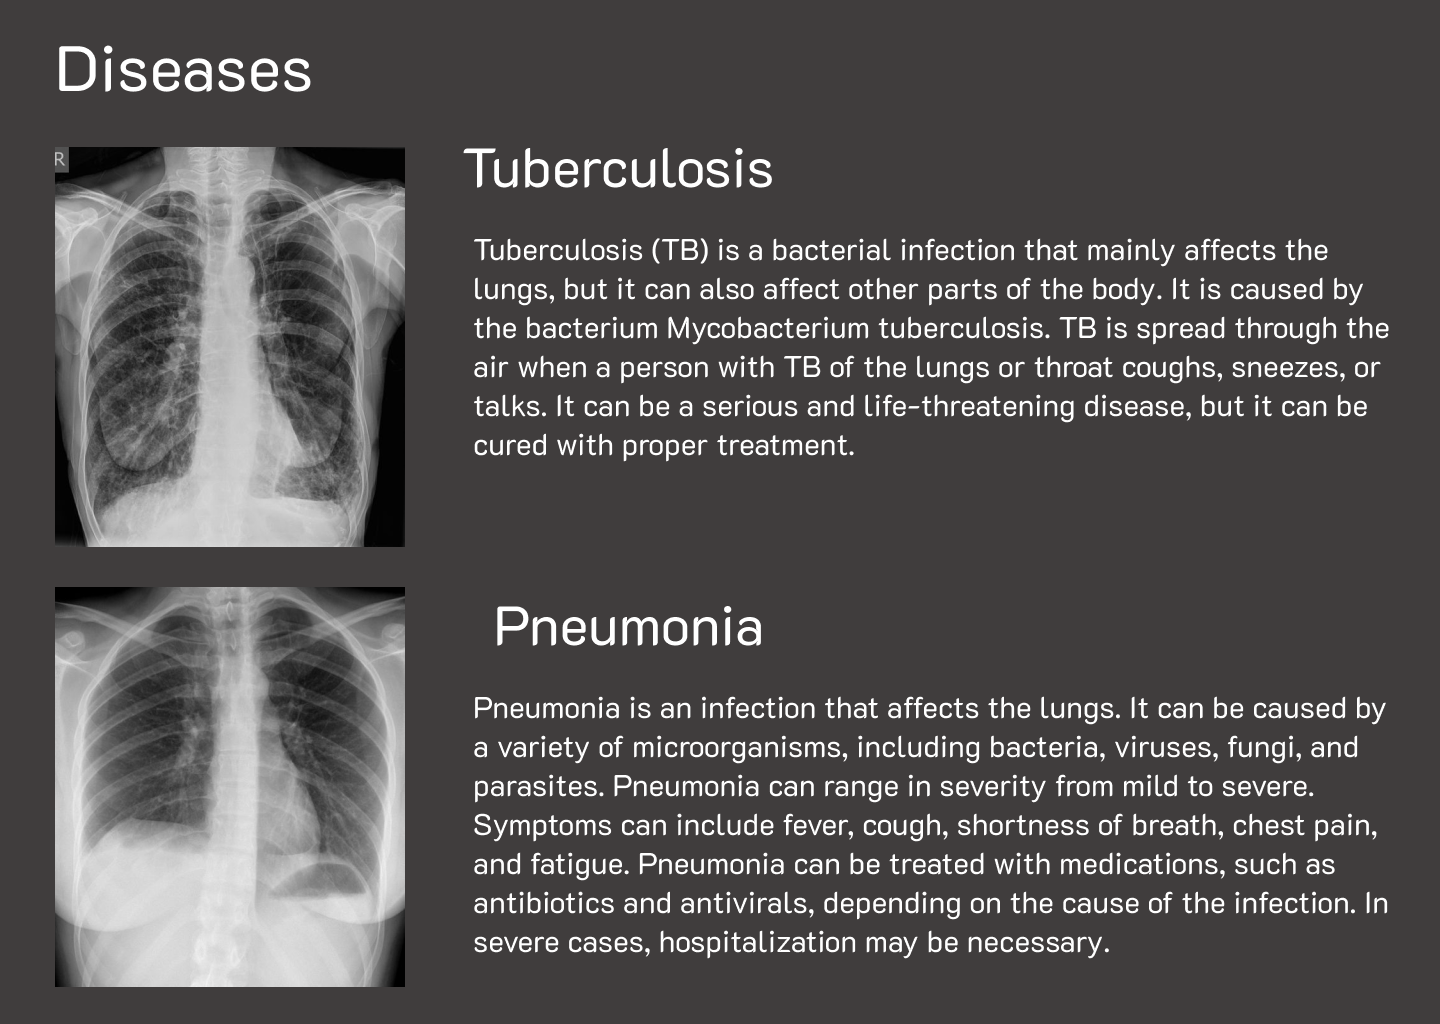 Diseases
R
Tuberculosis
Tuberculosis (TB) is a bacterial infection that mainly affects the
lungs, but it can also affect other parts of the body. It is caused by
the bacterium Mycobacterium tuberculosis. TB is spread through the
air when a person with TB of the lungs or throat coughs, sneezes, or
talks. It can be a serious and life-threatening disease, but it can be
cured with proper treatment.
Pneumonia
Pneumonia is an infection that affects the lungs. It can be caused by
a variety of microorganisms, including bacteria, viruses, fungi, and
parasites. Pneumonia can range in severity from mild to severe.
Symptoms can include fever, cough, shortness of breath, chest pain,
and fatigue. Pneumonia can be treated with medications, such as
antibiotics and antivirals, depending on the cause of the infection. In
severe cases, hospitalization may be necessary.